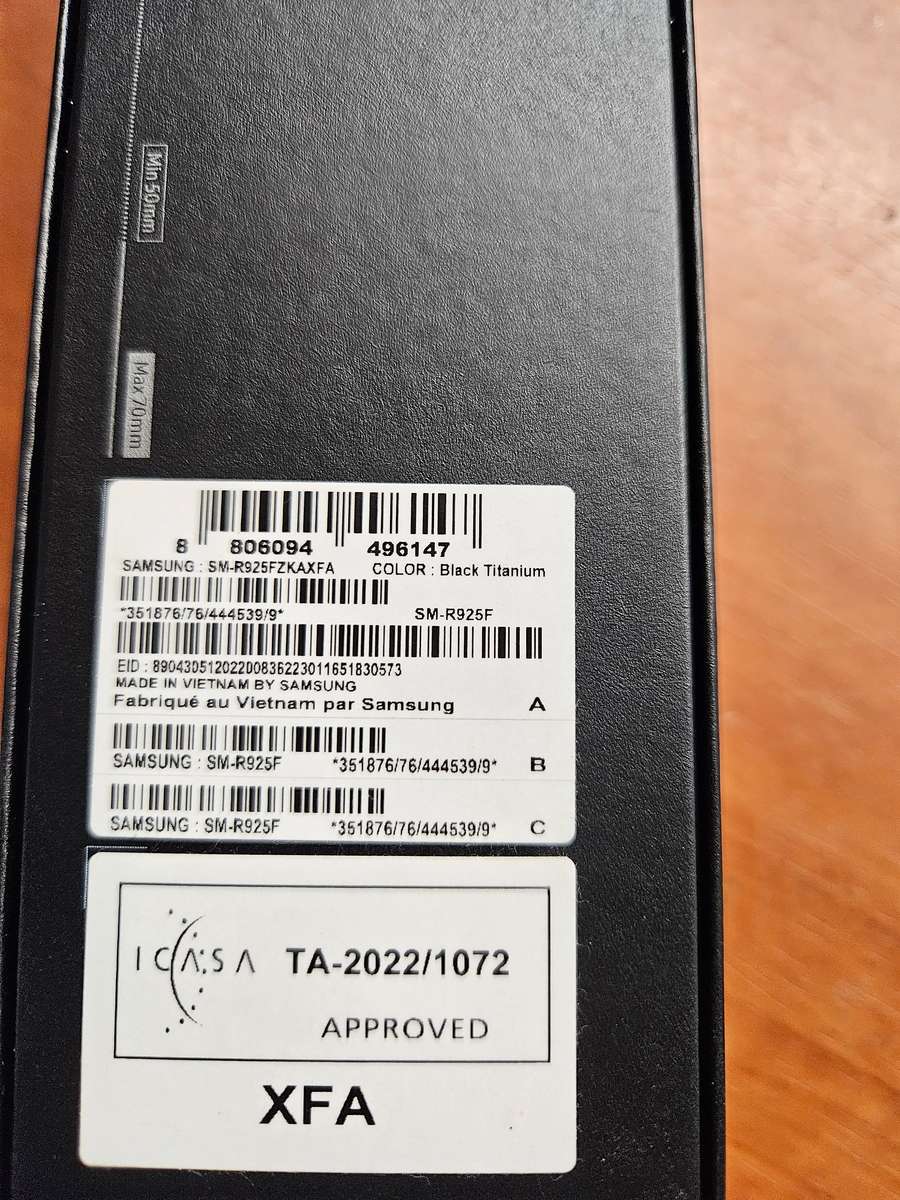 Min 50mm
Max 70mm
8 806094 496147
SAMSUNG : SM-R925FZKAXFA COLOR : Black Titanium
*351876/76/444539/9* SM-R925F
EID : 89043051202200836223011651830573
MADE IN VIETNAM BY SAMSUNG
Fabriqué au Vietnam par Samsung A
SAMSUNG : SM-R925F *351876/76/444539/9* B
SAMSUNG : SM-R925F *351876/76/444539/9* C
ICASA TA-2022/1072
APPROVED
XFA